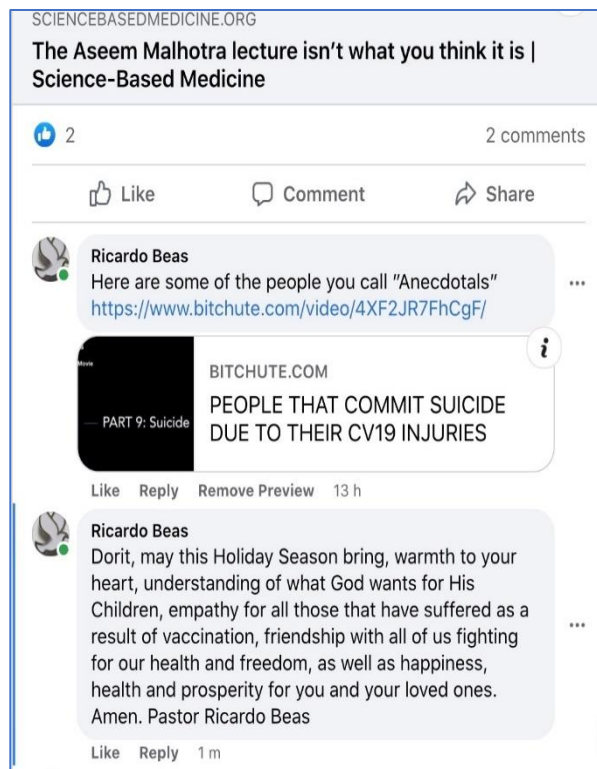 SCIENCEBASEDMEDICINE.ORG
The Aseem Malhotra lecture isn't what you think it is |
Science-Based Medicine
2
2 comments
Like
Comment
Share
Ricardo Beas
Here are some of the people you call "Anecdotals"
https://www.bitchute.com/video/4XF2JR7FhCgF/
Movie
PART 9: Suicide
i
BITCHUTE.COM
PEOPLE THAT COMMIT SUICIDE
DUE TO THEIR CV19 INJURIES
Like Reply Remove Preview 13 h
Ricardo Beas
Dorit, may this Holiday Season bring, warmth to your
heart, understanding of what God wants for His
Children, empathy for all those that have suffered as a
result of vaccination, friendship with all of us fighting
for our health and freedom, as well as happiness,
health and prosperity for you and your loved ones.
Amen. Pastor Ricardo Beas
Like Reply 1 m